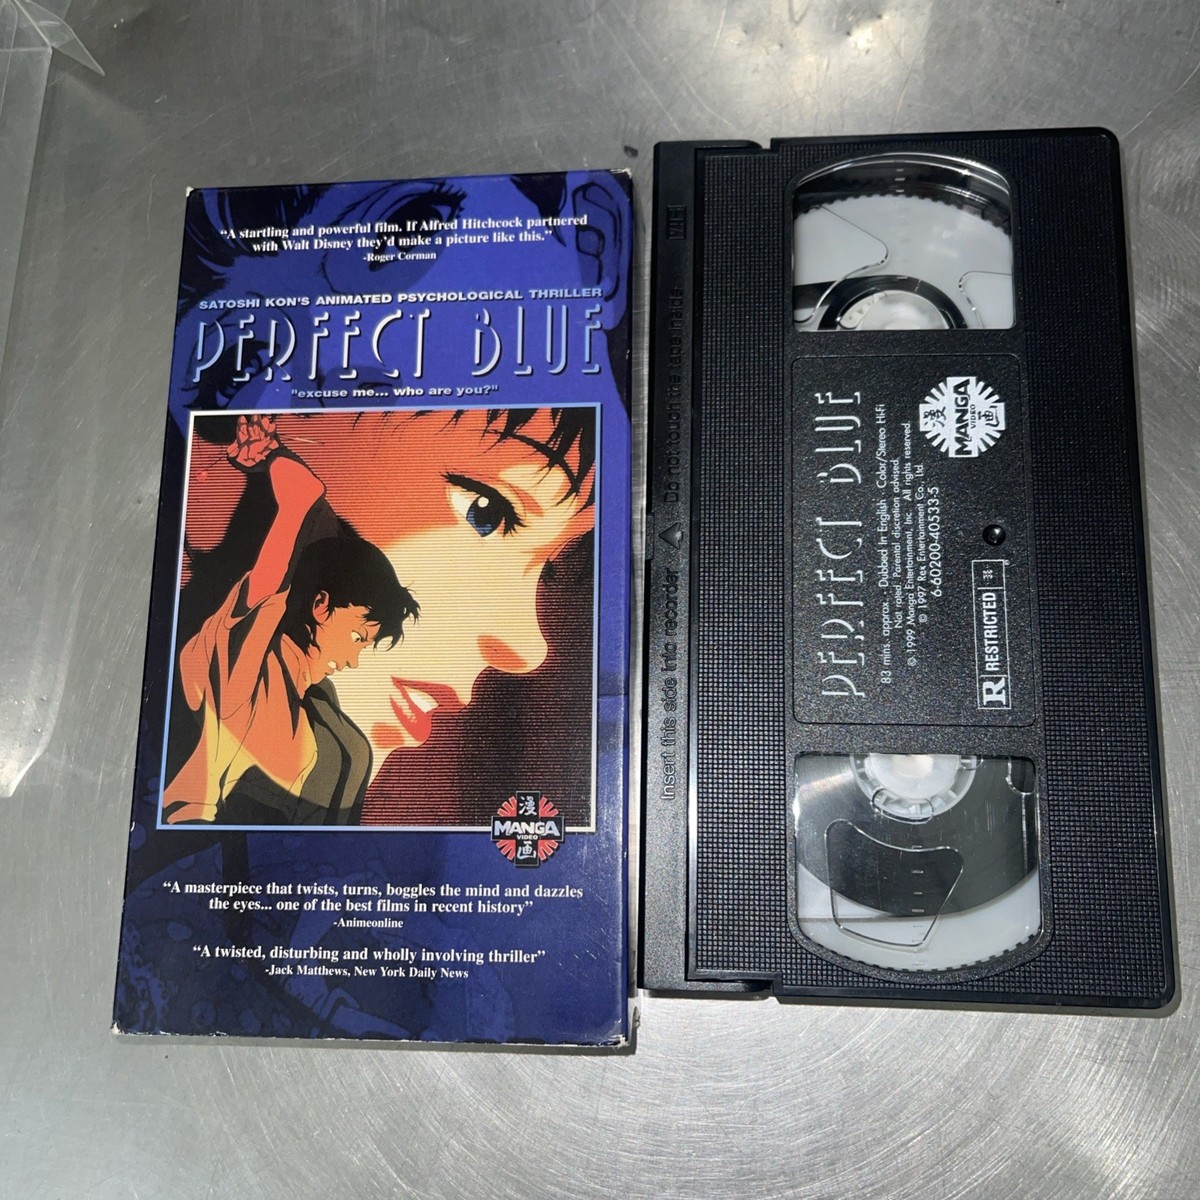 “A startling and powerful film. If Alfred Hitchcock partnered
with Walt Disney they’d make a picture like this.”
-Roger Corman
SATOSHI KON'S ANIMATED PSYCHOLOGICAL THRILLER
PERFECT BLUE
"excuse me... who are you?"
漫
MANGA
VIDEO
画
“A masterpiece that twists, turns, boggles the mind and dazzles
the eyes... one of the best films in recent history”
-Animeonline
“A twisted, disturbing and wholly involving thriller”
-Jack Matthews, New York Daily News
Insert this side into recorder
Do not touch the tape inside
PERFECT BLUE
83 mins. approx. · Dubbed In English · Color/Stereo Hi-Fi
Not rated. Parental discretion advised.
©1999 Manga Entertainment, Inc. All rights reserved.
© 1997 Rex Entertainment Co., Ltd.
6-60200-40533-5
漫
MANGA
VIDEO
画
R RESTRICTED